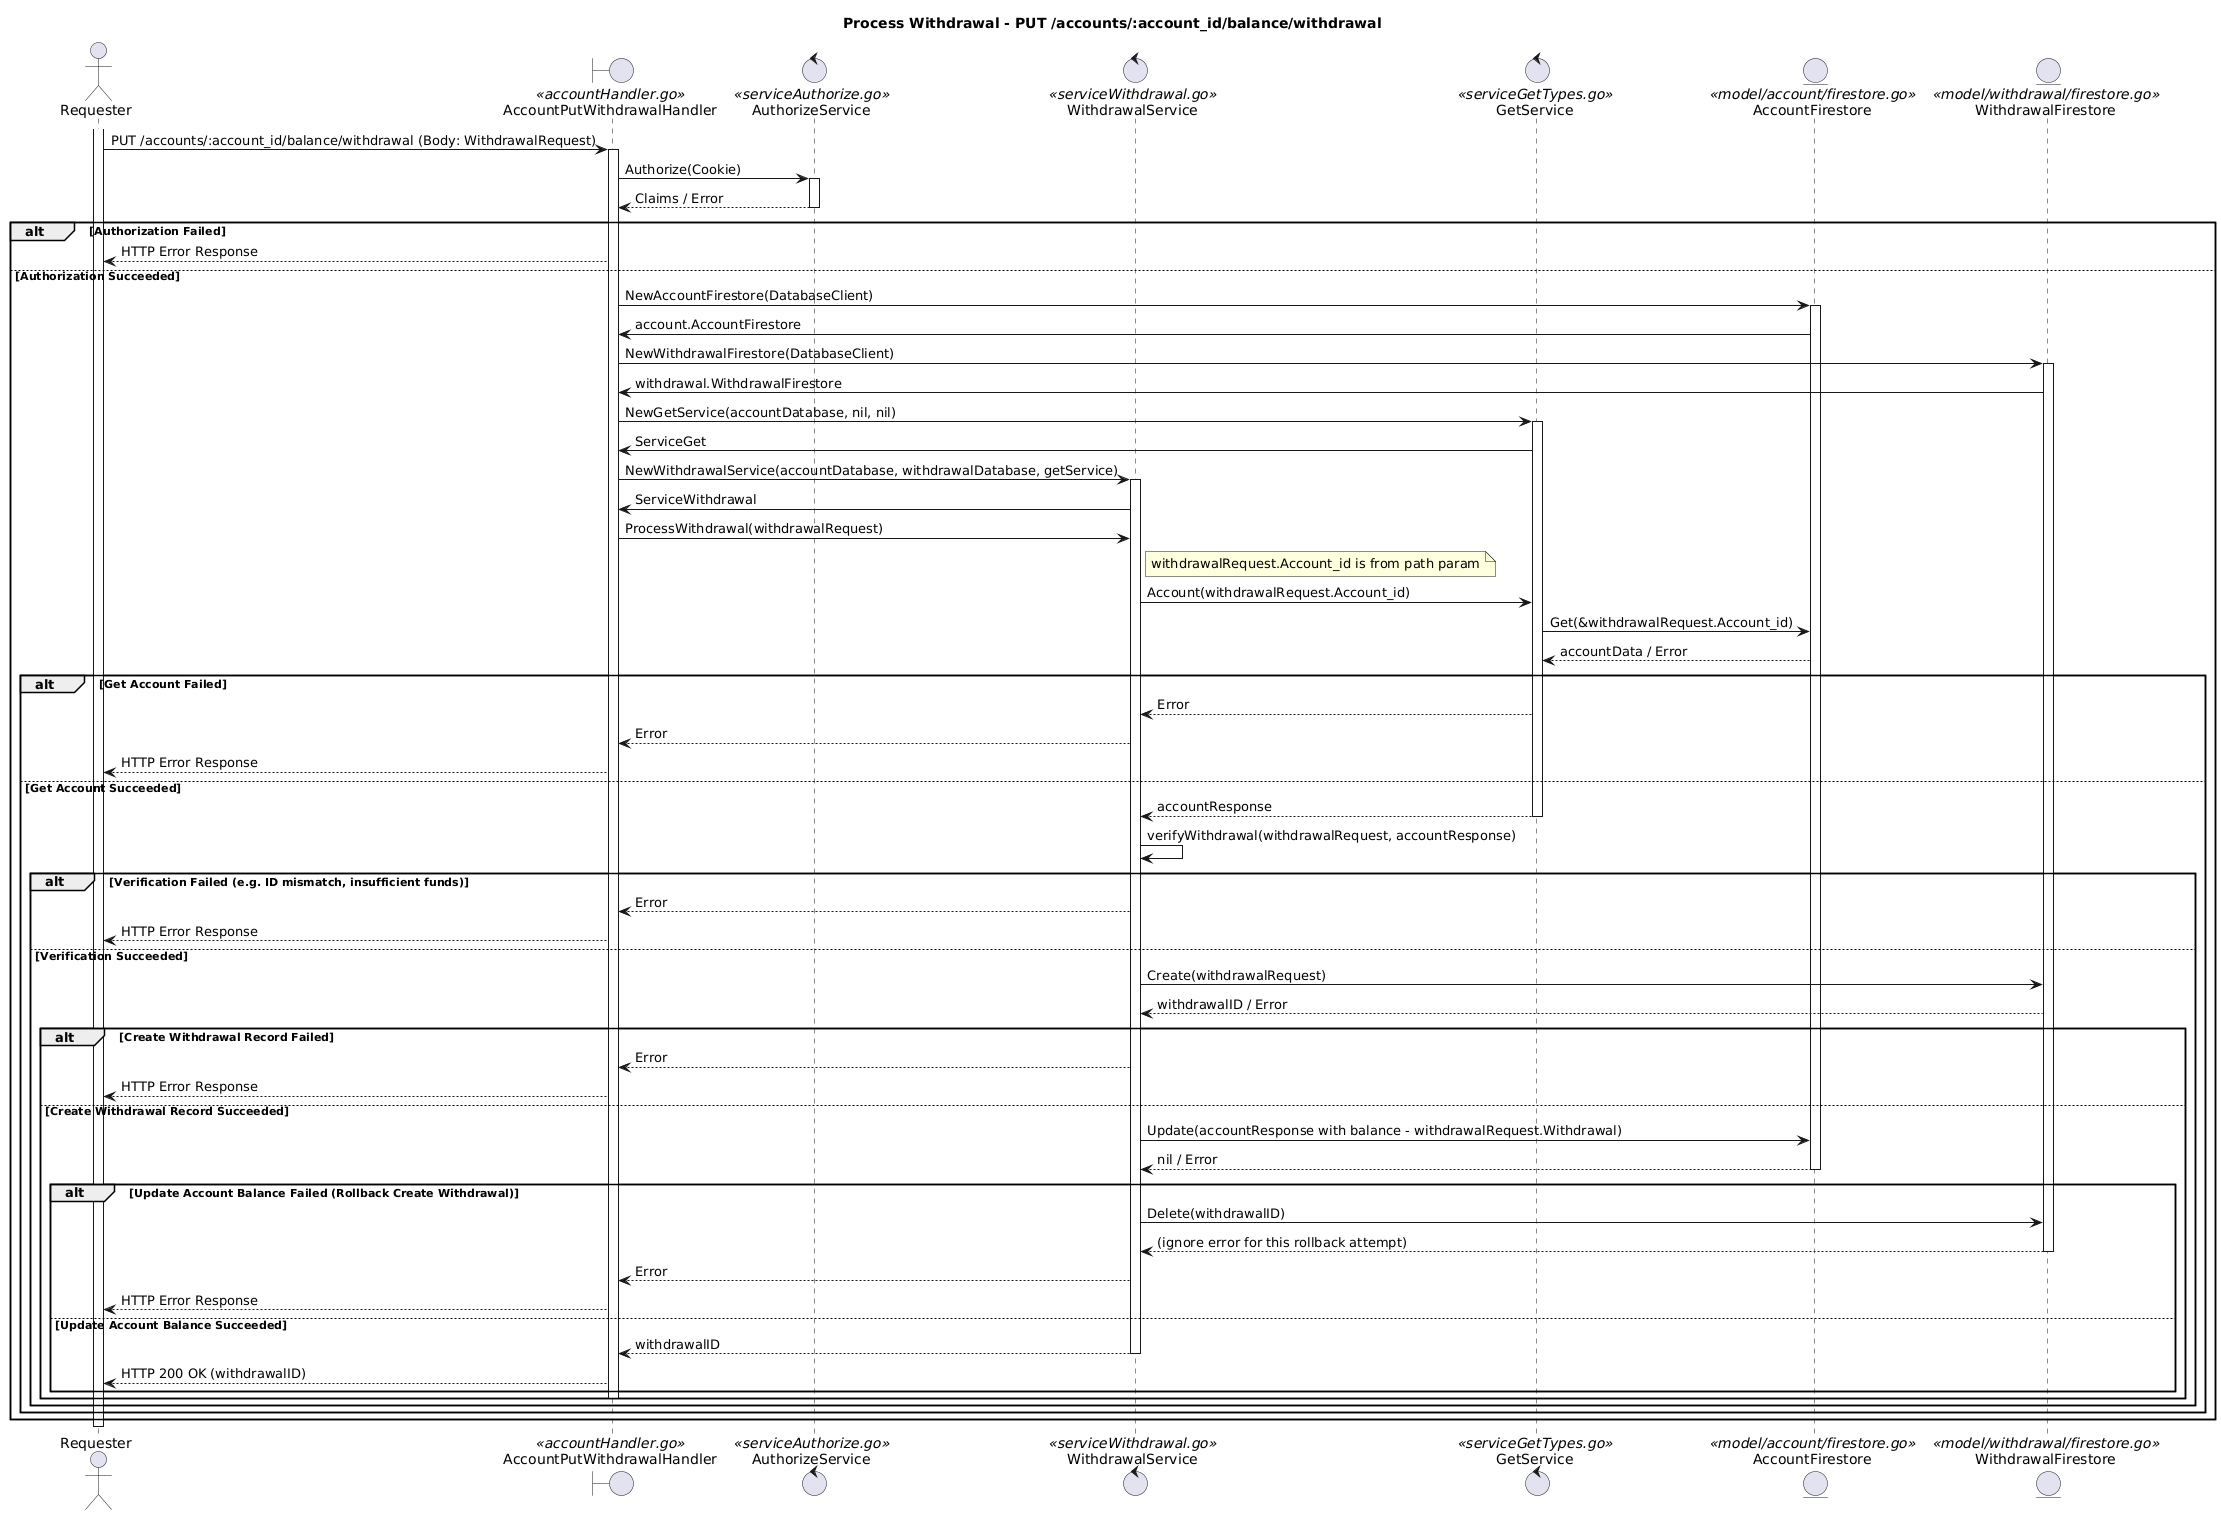 Process Withdrawal - PUT /accounts/:account_id/balance/withdrawal
Requester
«accountHandler.go»
AccountPutWithdrawalHandler
«serviceAuthorize.go»
AuthorizeService
«serviceWithdrawal.go»
WithdrawalService
«serviceGetTypes.go»
GetService
«model/account/firestore.go»
AccountFirestore
«model/withdrawal/firestore.go»
WithdrawalFirestore
PUT /accounts/:account_id/balance/withdrawal (Body: WithdrawalRequest)
Authorize(Cookie)
Claims / Error
alt [Authorization Failed]
HTTP Error Response
[Authorization Succeeded]
NewAccountFirestore(DatabaseClient)
account.AccountFirestore
NewWithdrawalFirestore(DatabaseClient)
withdrawal.WithdrawalFirestore
NewGetService(accountDatabase, nil, nil)
ServiceGet
NewWithdrawalService(accountDatabase, withdrawalDatabase, getService)
ServiceWithdrawal
ProcessWithdrawal(withdrawalRequest)
withdrawalRequest.Account_id is from path param
Account(withdrawalRequest.Account_id)
Get(&withdrawalRequest.Account_id)
accountData / Error
alt [Get Account Failed]
Error
Error
HTTP Error Response
[Get Account Succeeded]
accountResponse
verifyWithdrawal(withdrawalRequest, accountResponse)
alt [Verification Failed (e.g. ID mismatch, insufficient funds)]
Error
HTTP Error Response
[Verification Succeeded]
Create(withdrawalRequest)
withdrawalID / Error
alt [Create Withdrawal Record Failed]
Error
HTTP Error Response
[Create Withdrawal Record Succeeded]
Update(accountResponse with balance - withdrawalRequest.Withdrawal)
nil / Error
alt [Update Account Balance Failed (Rollback Create Withdrawal)]
Delete(withdrawalID)
(ignore error for this rollback attempt)
Error
HTTP Error Response
[Update Account Balance Succeeded]
withdrawalID
HTTP 200 OK (withdrawalID)
Requester
«accountHandler.go»
AccountPutWithdrawalHandler
«serviceAuthorize.go»
AuthorizeService
«serviceWithdrawal.go»
WithdrawalService
«serviceGetTypes.go»
GetService
«model/account/firestore.go»
AccountFirestore
«model/withdrawal/firestore.go»
WithdrawalFirestore